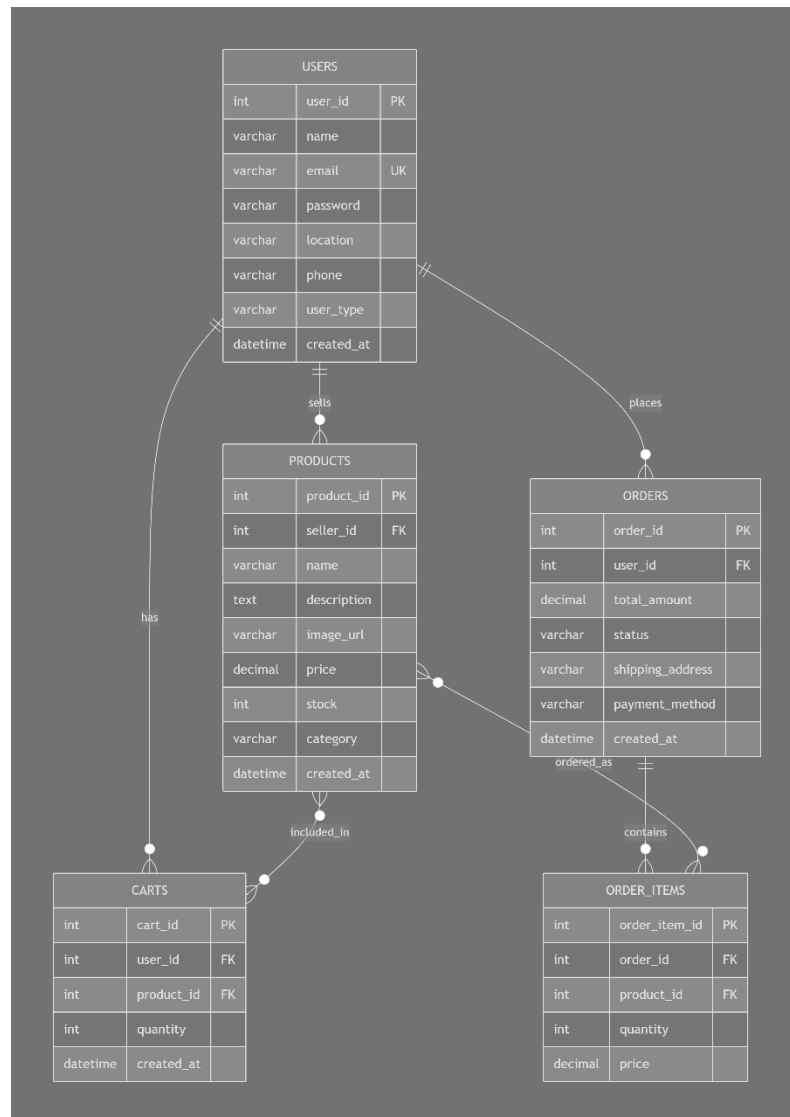 USERS
int user_id PK
varchar name
varchar email UK
varchar password
varchar location
varchar phone
varchar user_type
datetime created_at
sells
places
PRODUCTS
int product_id PK
int seller_id FK
varchar name
text description
varchar image_url
decimal price
int stock
varchar category
datetime created_at
ORDERS
int order_id PK
int user_id FK
decimal total_amount
varchar status
varchar shipping_address
varchar payment_method
datetime created_at
has
ordered_as
included_in
contains
CARTS
int cart_id PK
int user_id FK
int product_id FK
int quantity
datetime created_at
ORDER_ITEMS
int order_item_id PK
int order_id FK
int product_id FK
int quantity
decimal price